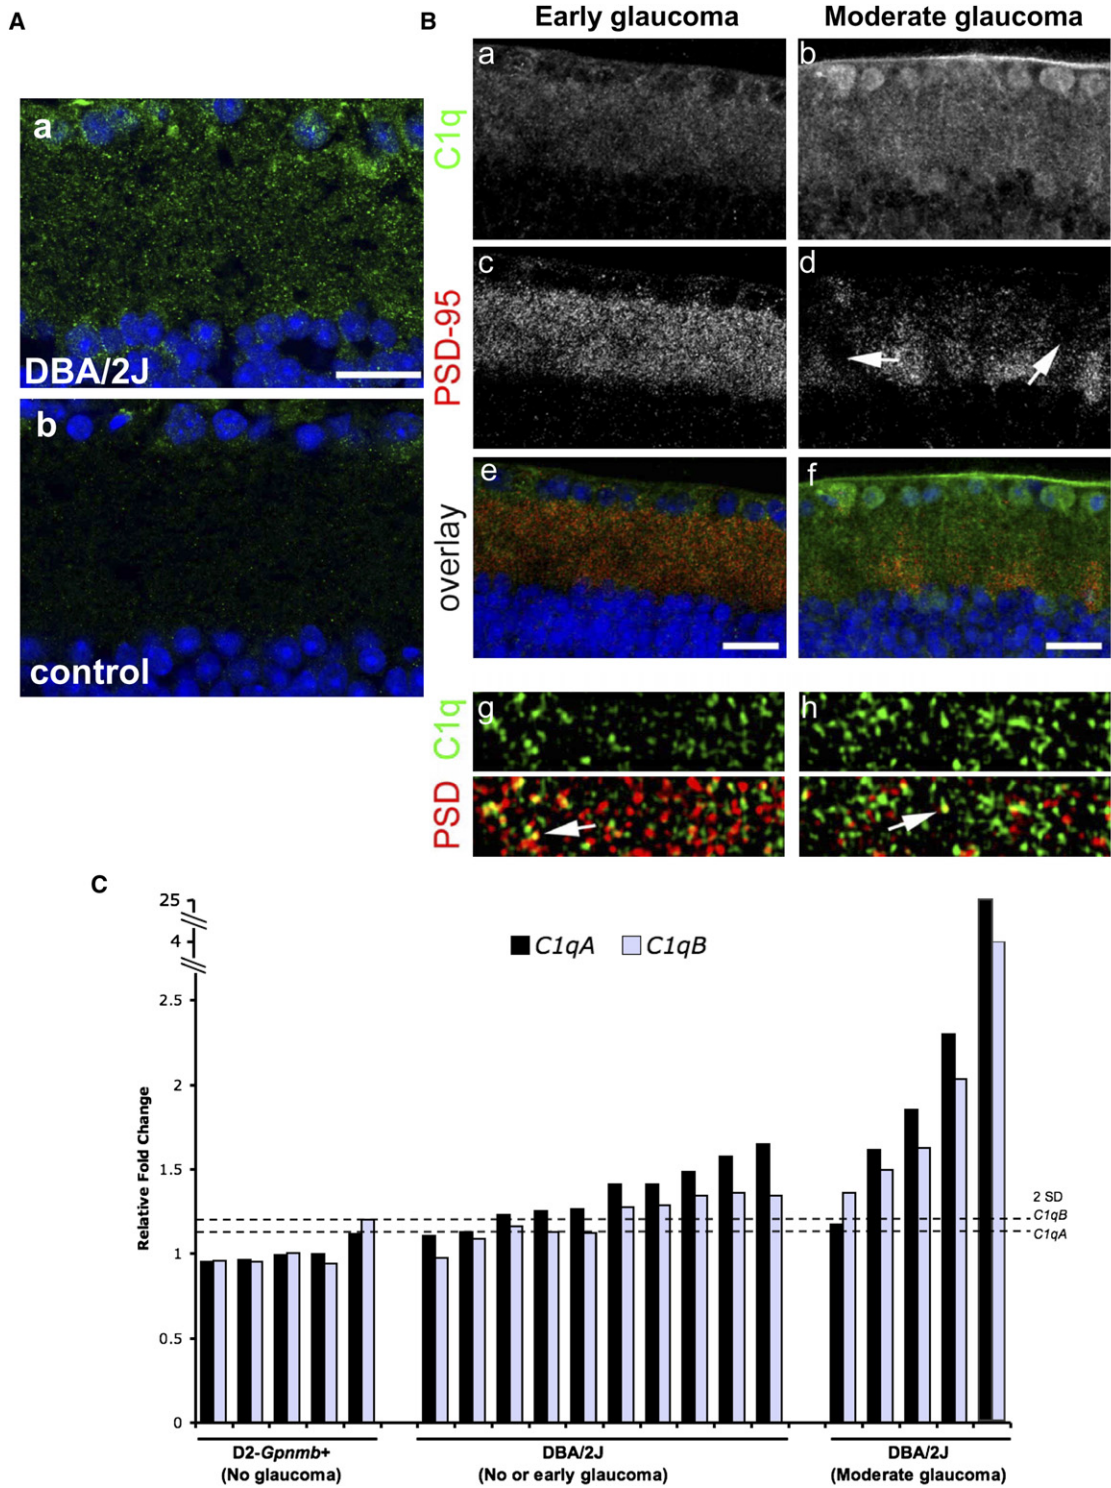 A
a
DBA/2J
b
control
B
Early glaucoma
Moderate glaucoma
C1q
a
b
PSD-95
c
d
overlay
e
f
C1q
g
h
PSD
C
25
4
2.5
2
1.5
1
0.5
0
Relative Fold Change
C1qA
C1qB
2 SD
C1qB
C1qA
D2-Gpnmb+
(No glaucoma)
DBA/2J
(No or early glaucoma)
DBA/2J
(Moderate glaucoma)